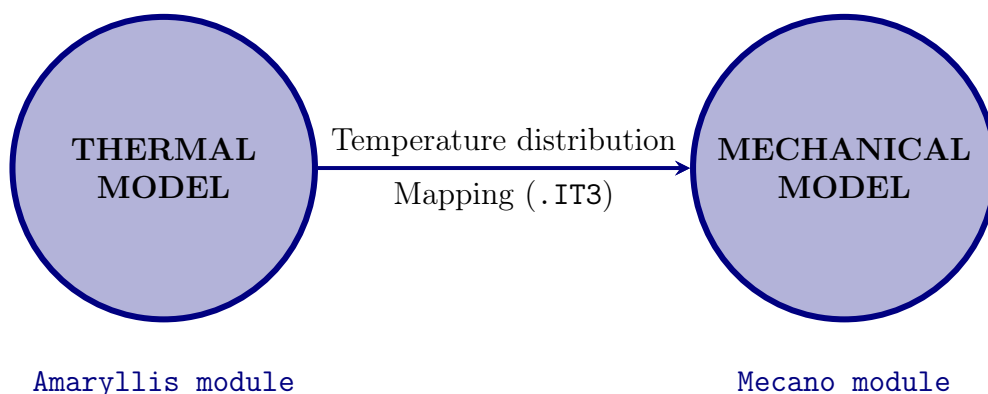 THERMAL
MODEL
Temperature distribution
Mapping (.IT3)
MECHANICAL
MODEL
Amaryllis module
Mecano module